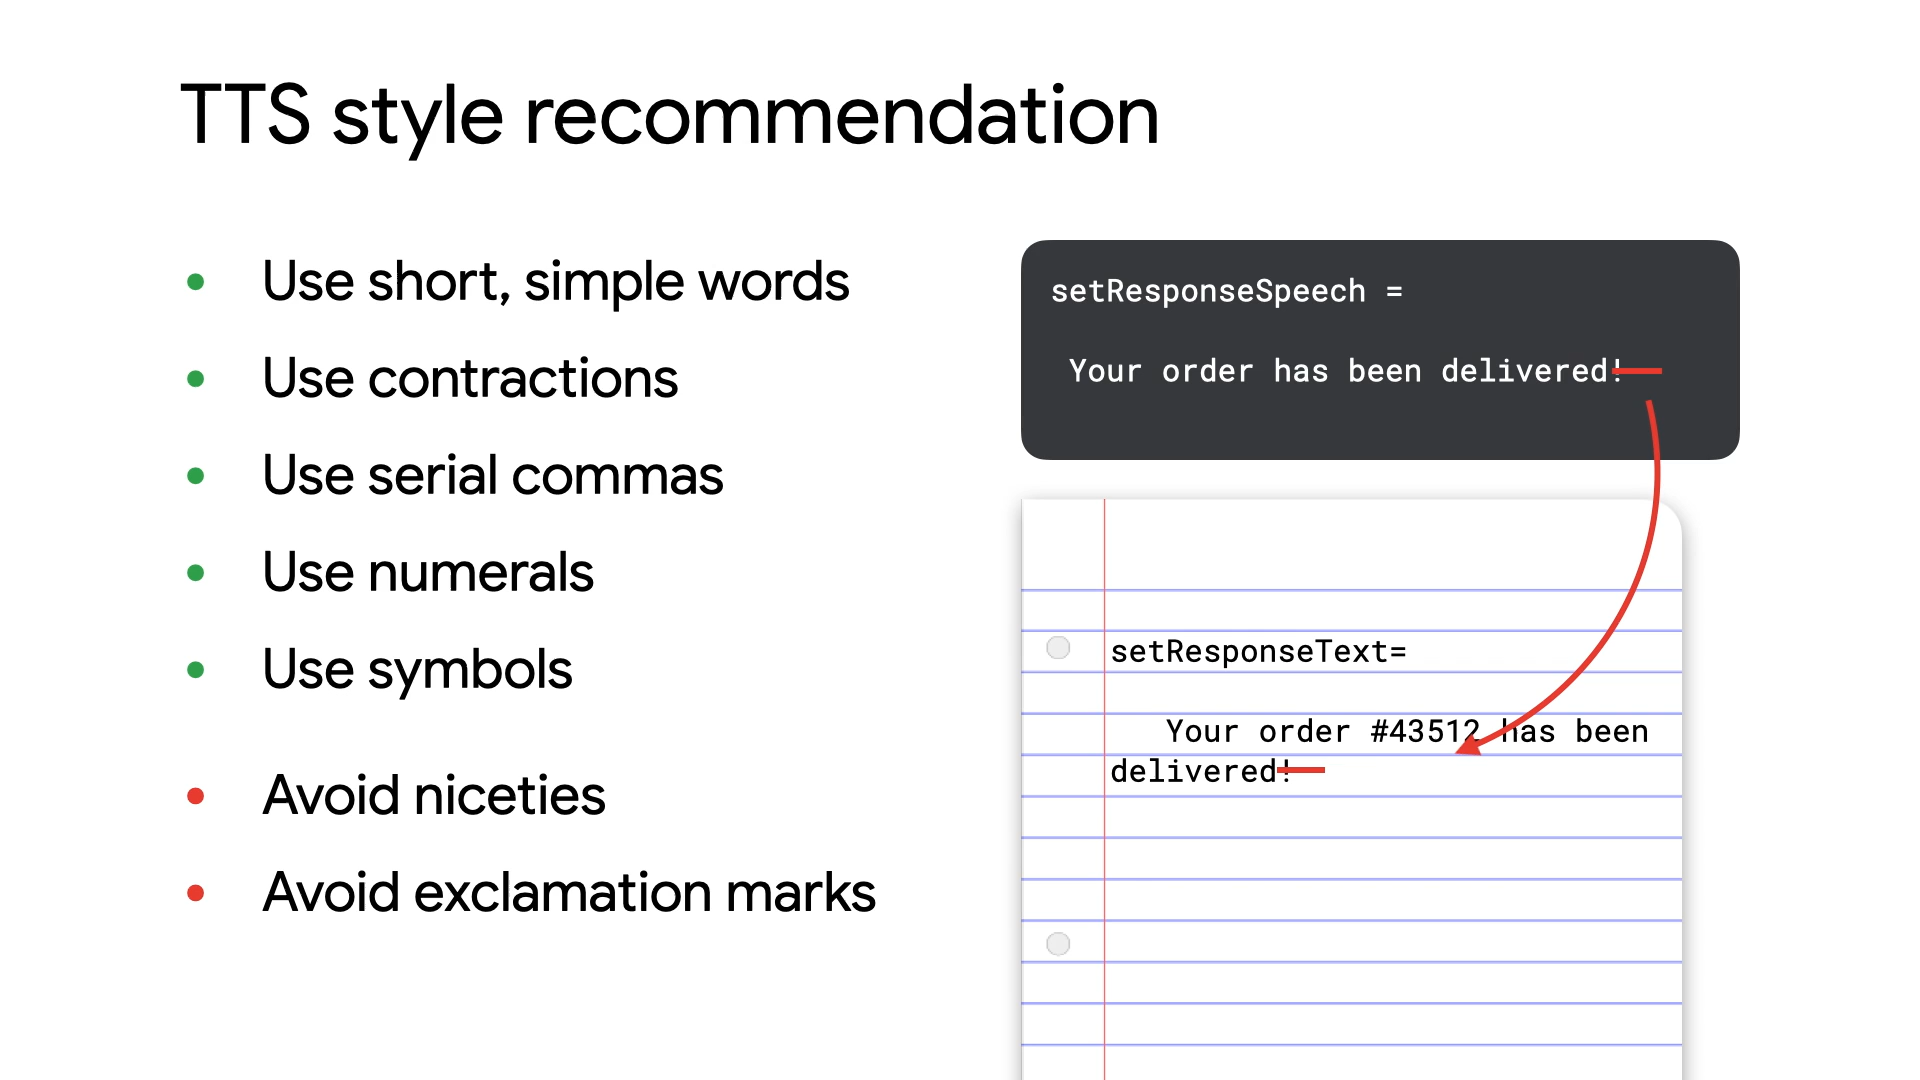 TTS style recommendation
Use short, simple words
Use contractions
Use serial commas
Use numerals
Use symbols
Avoid niceties
Avoid exclamation marks
setResponseSpeech =
Your order has been delivered!
setResponseText=
Your order #43512 has been
delivered!